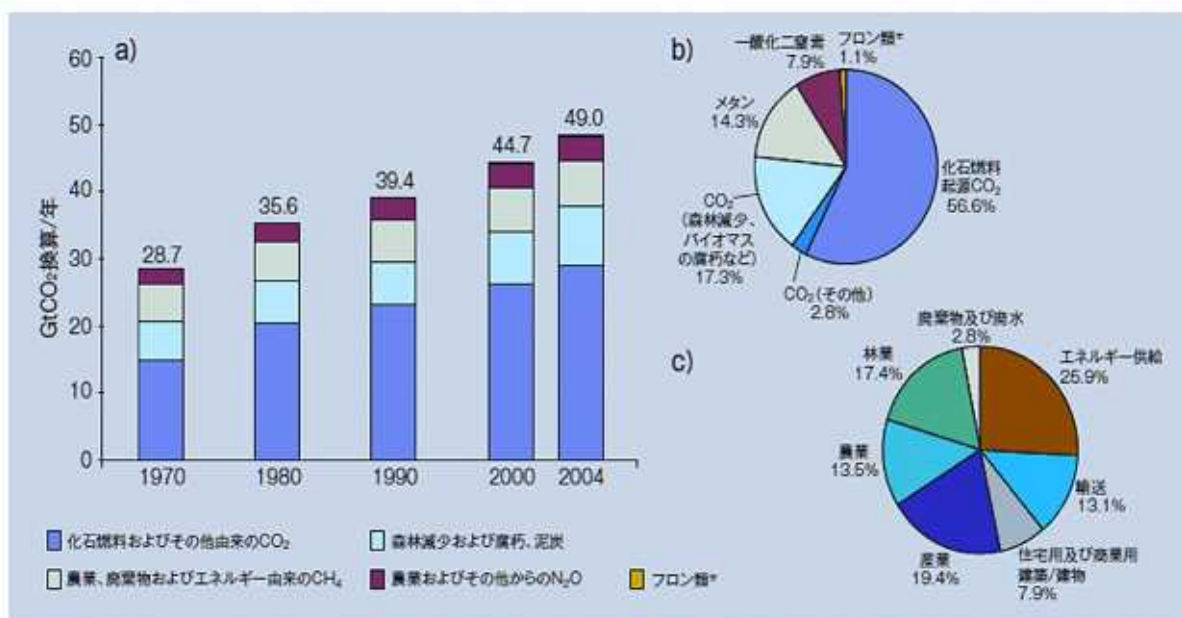 a)
60
50
40
30
20
10
0
GtCO₂換算/年
28.7
35.6
39.4
44.7
49.0
1970
1980
1990
2000
2004
b)
一酸化二窒素
7.9%
フロン類*
1.1%
メタン
14.3%
化石燃料
起源CO₂
56.6%
CO₂
(森林減少、
バイオマス
の腐朽など)
17.3%
CO₂(その他)
2.8%
c)
廃棄物及び廃水
2.8%
林業
17.4%
エネルギー供給
25.9%
農業
13.5%
輸送
13.1%
産業
19.4%
住宅用及び商業用
建築/建物
7.9%
化石燃料およびその他由来のCO₂
森林減少および腐朽、泥炭
農業、廃棄物およびエネルギー由来のCH₄
農業およびその他からのN₂O
フロン類*